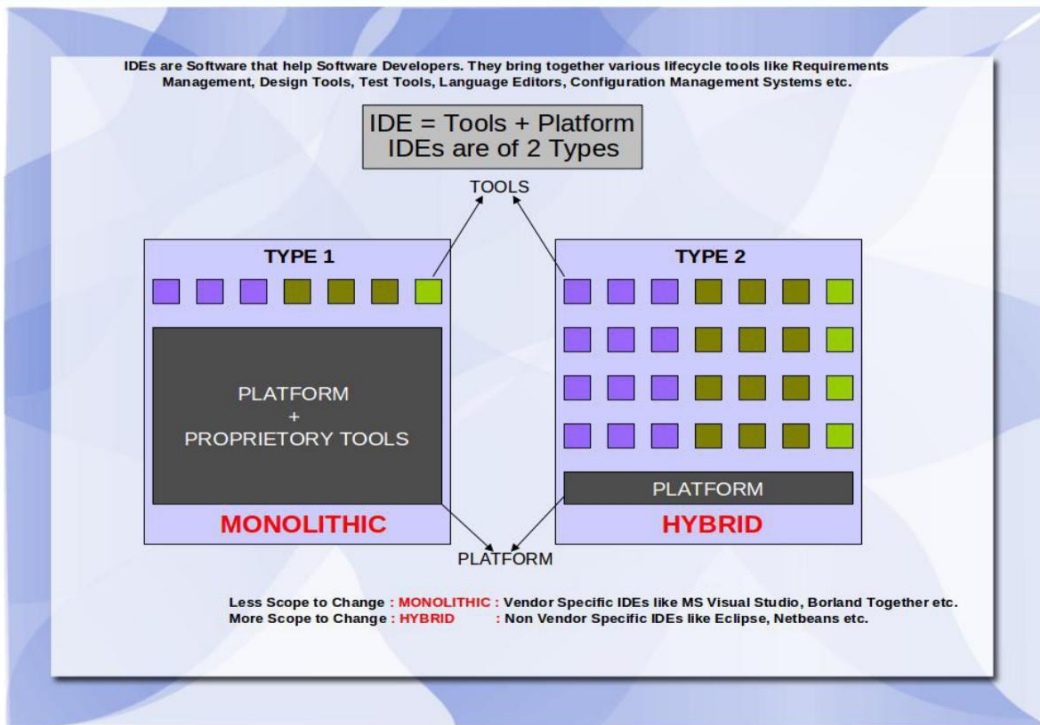 IDEs are Software that help Software Developers. They bring together various lifecycle tools like Requirements
Management, Design Tools, Test Tools, Language Editors, Configuration Management Systems etc.
IDE = Tools + Platform
IDEs are of 2 Types
TOOLS
TYPE 1
PLATFORM
+
PROPRIETORY TOOLS
MONOLITHIC
TYPE 2
PLATFORM
HYBRID
PLATFORM
Less Scope to Change : MONOLITHIC : Vendor Specific IDEs like MS Visual Studio, Borland Together etc.
More Scope to Change : HYBRID : Non Vendor Specific IDEs like Eclipse, Netbeans etc.